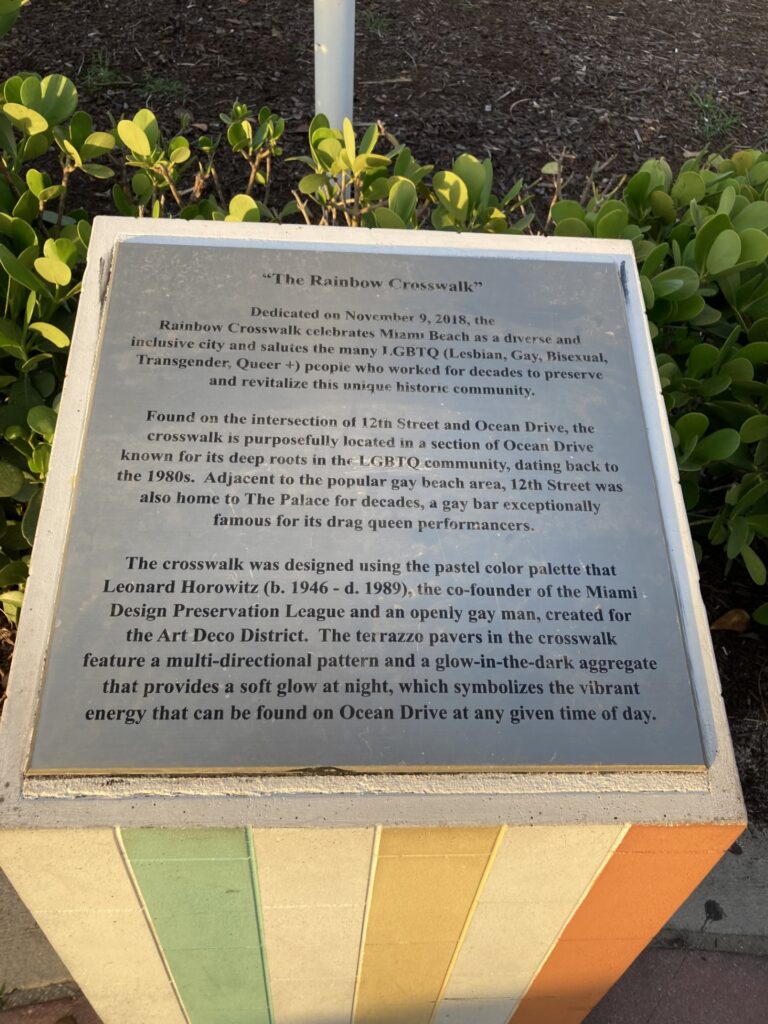 “The Rainbow Crosswalk”
Dedicated on November 9, 2018, the
Rainbow Crosswalk celebrates Miami Beach as a diverse and
inclusive city and salutes the many LGBTQ (Lesbian, Gay, Bisexual,
Transgender, Queer +) people who worked for decades to preserve
and revitalize this unique historic community.
Found on the intersection of 12th Street and Ocean Drive, the
crosswalk is purposefully located in a section of Ocean Drive
known for its deep roots in the LGBTQ community, dating back to
the 1980s. Adjacent to the popular gay beach area, 12th Street was
also home to The Palace for decades, a gay bar exceptionally
famous for its drag queen performancers.
The crosswalk was designed using the pastel color palette that
Leonard Horowitz (b. 1946 - d. 1989), the co-founder of the Miami
Design Preservation League and an openly gay man, created for
the Art Deco District. The terrazzo pavers in the crosswalk
feature a multi-directional pattern and a glow-in-the-dark aggregate
that provides a soft glow at night, which symbolizes the vibrant
energy that can be found on Ocean Drive at any given time of day.